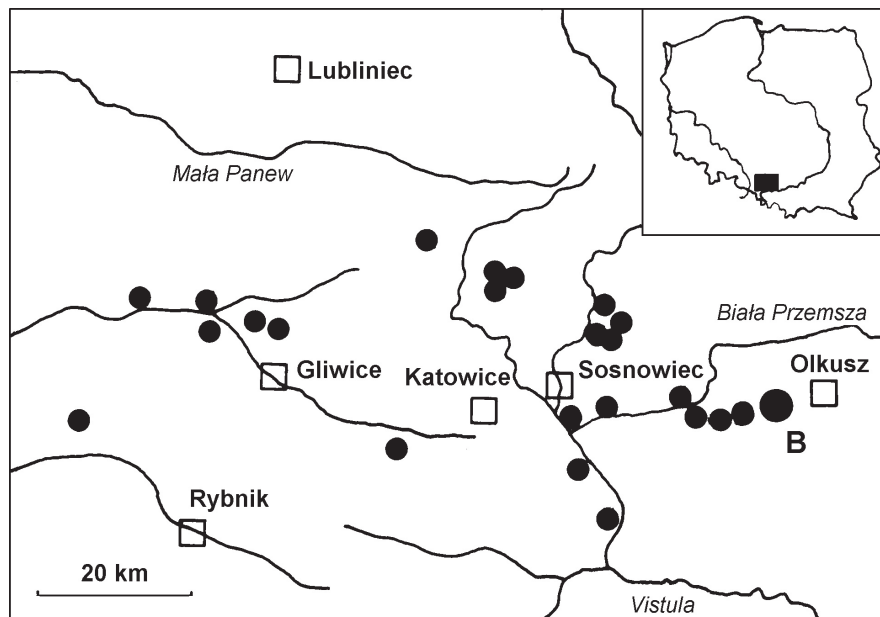 Lubliniec
Mała Panew
Biała Przemsza
Gliwice
Katowice
Sosnowiec
Olkusz
B
Rybnik
20 km
Vistula